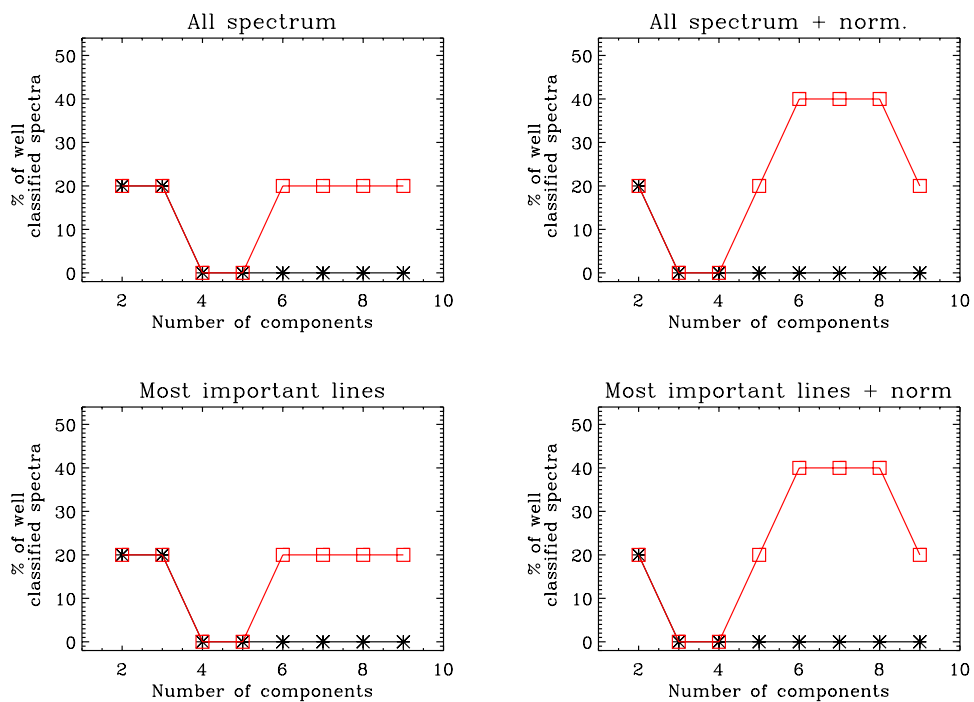 All spectrum
50
40
30
20
10
0
% of well
classified spectra
2 4 6 8 10
Number of components
All spectrum + norm.
50
40
30
20
10
0
% of well
classified spectra
2 4 6 8 10
Number of components
Most important lines
50
40
30
20
10
0
% of well
classified spectra
2 4 6 8 10
Number of components
Most important lines + norm
50
40
30
20
10
0
% of well
classified spectra
2 4 6 8 10
Number of components